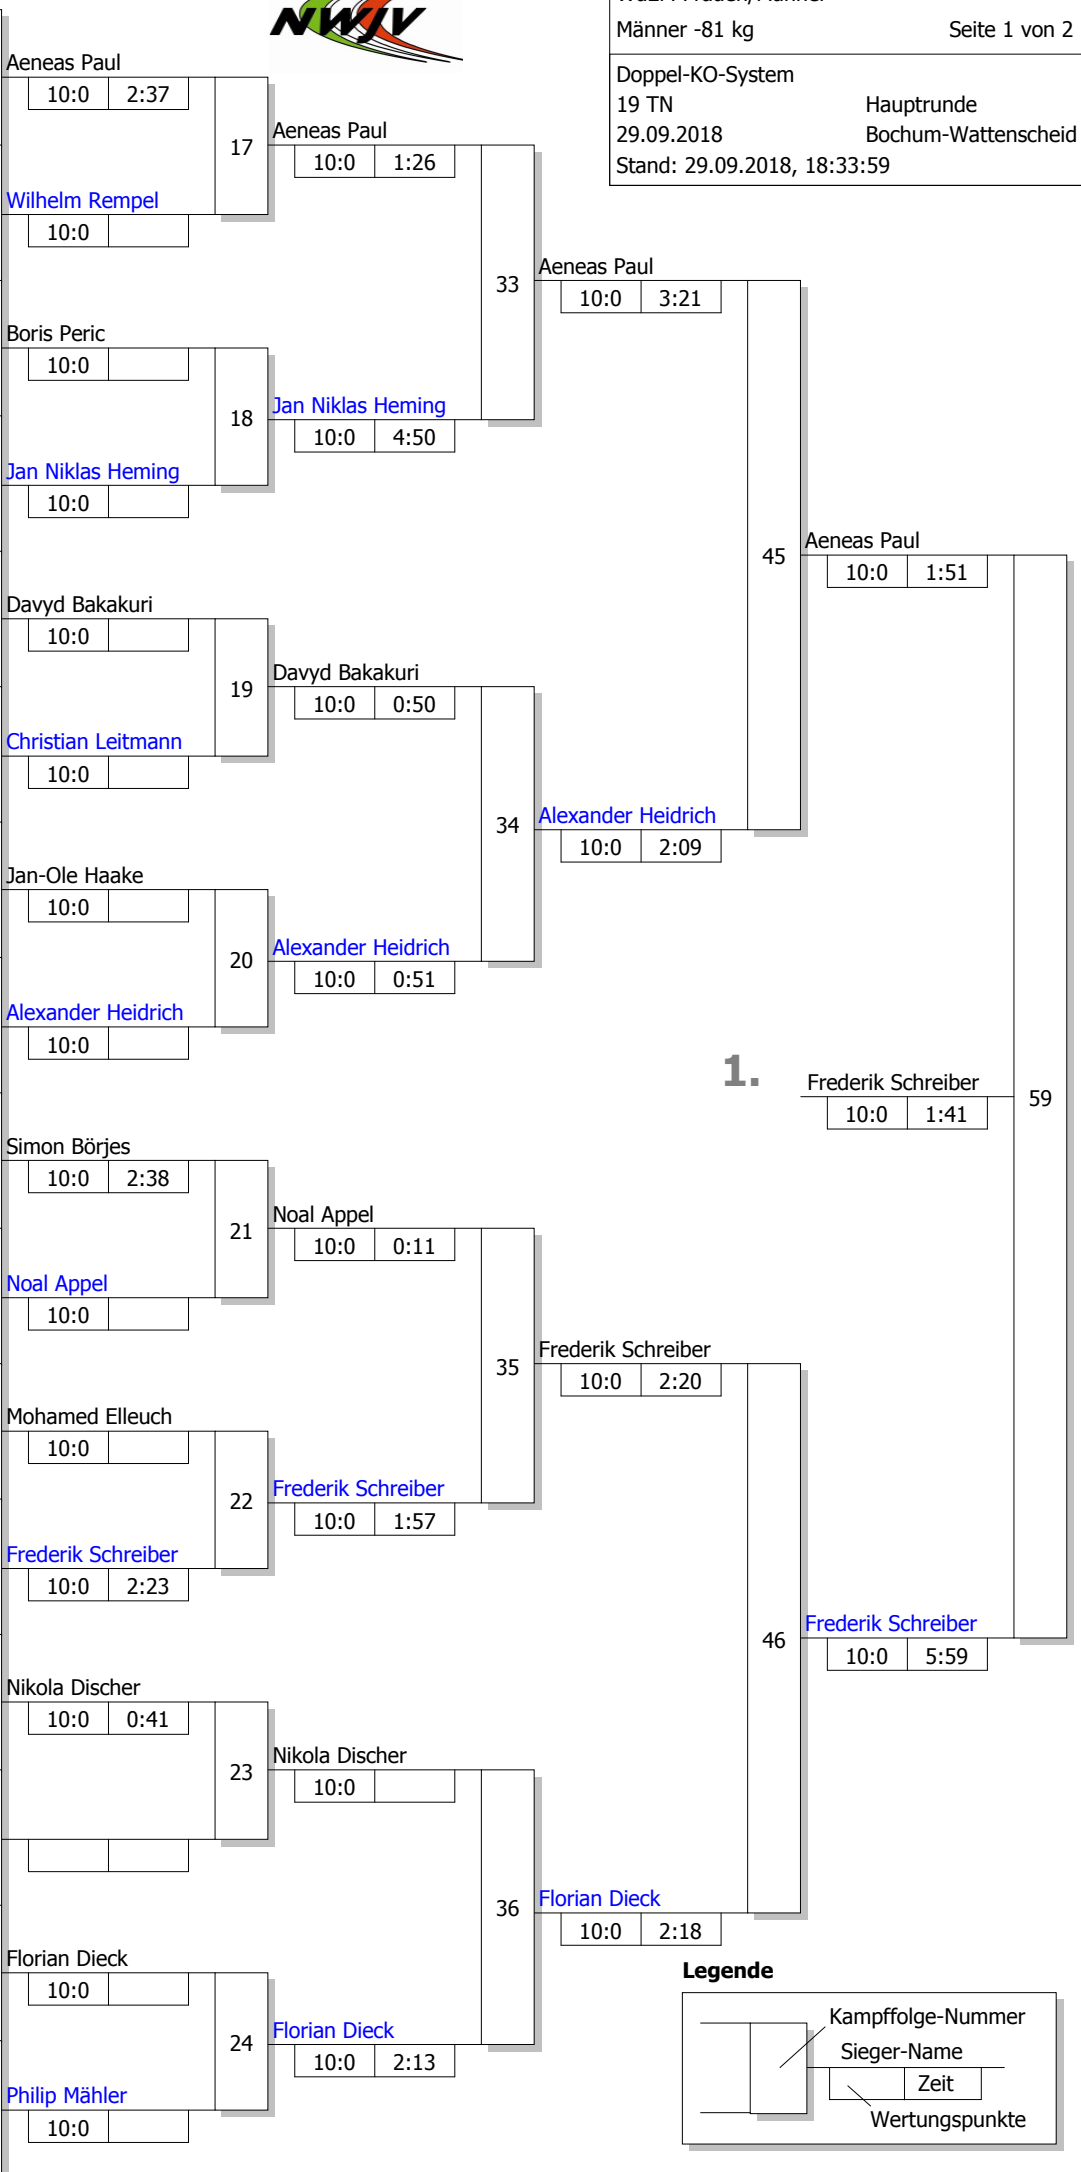 NWJV
Männer -81 kg Seite 1 von 2
Doppel-KO-System
19 TN Hauptrunde
29.09.2018 Bochum-Wattenscheid
Stand: 29.09.2018, 18:33:59
Aeneas Paul
10:0 2:37
17
Wilhelm Rempel
10:0
Boris Peric
10:0
18
Jan Niklas Heming
10:0
Davyd Bakakuri
10:0
19
Christian Leitmann
10:0
Jan-Ole Haake
10:0
20
Alexander Heidrich
10:0
Simon Börjes
10:0 2:38
21
Noal Appel
10:0
Mohamed Elleuch
10:0
22
Frederik Schreiber
10:0 2:23
Nikola Discher
10:0 0:41
23
Florian Dieck
10:0
24
Philip Mähler
10:0
Aeneas Paul
10:0 1:26
33
Jan Niklas Heming
10:0 4:50
Davyd Bakakuri
10:0 0:50
34
Alexander Heidrich
10:0 0:51
Noal Appel
10:0 0:11
35
Frederik Schreiber
10:0 1:57
Nikola Discher
10:0
36
Florian Dieck
10:0 2:13
Aeneas Paul
10:0 3:21
45
Alexander Heidrich
10:0 2:09
Frederik Schreiber
10:0 2:20
46
Florian Dieck
10:0 2:18
Aeneas Paul
10:0 1:51
1.
Frederik Schreiber
10:0 1:41
59
Frederik Schreiber
10:0 5:59
Legende
Kampffolge-Nummer
Sieger-Name
Zeit
Wertungspunkte